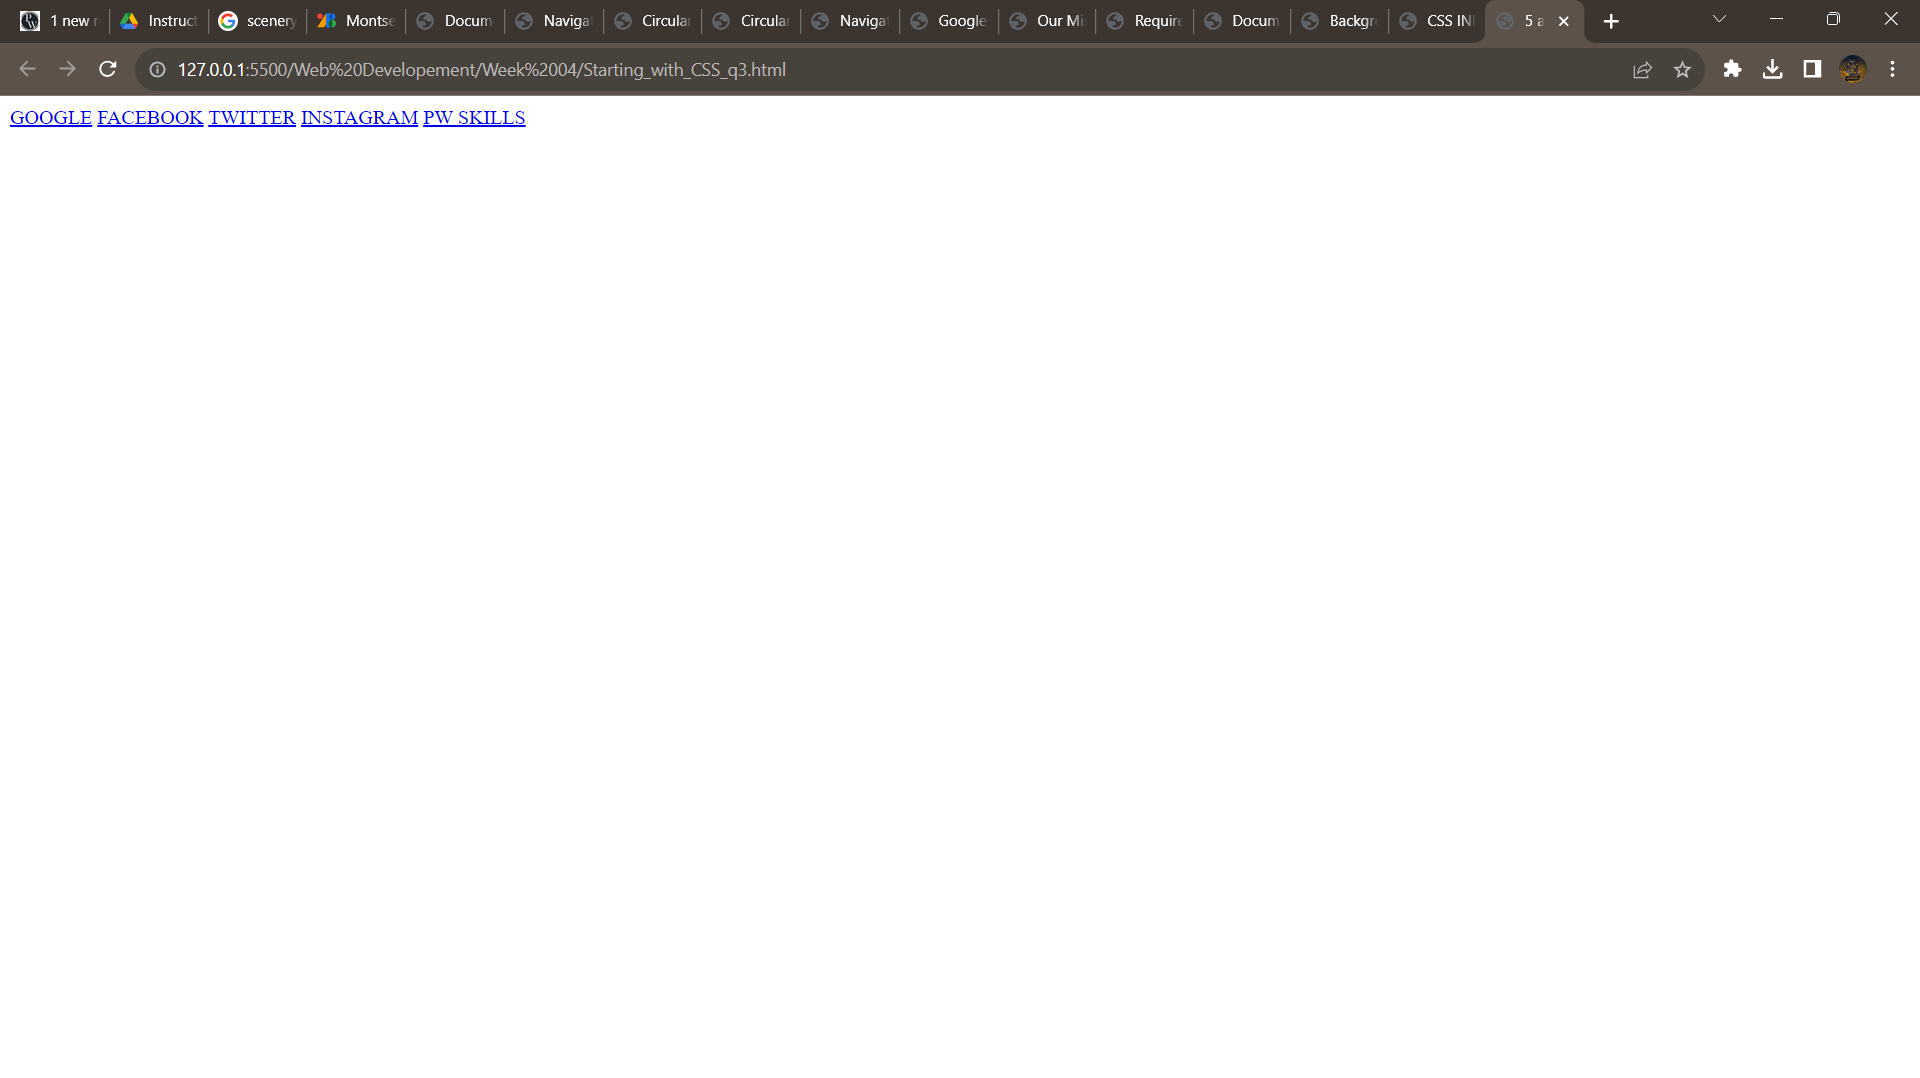 1 new Instruct scenery Montse Docum Navigat Circular Circular Navigat Google Our Mi Require Docum Backgr CSS IN 5 a
127.0.0.1:5500/Web%20Developement/Week%2004/Starting_with_CSS_q3.html
GOOGLE FACEBOOK TWITTER INSTAGRAM PW SKILLS